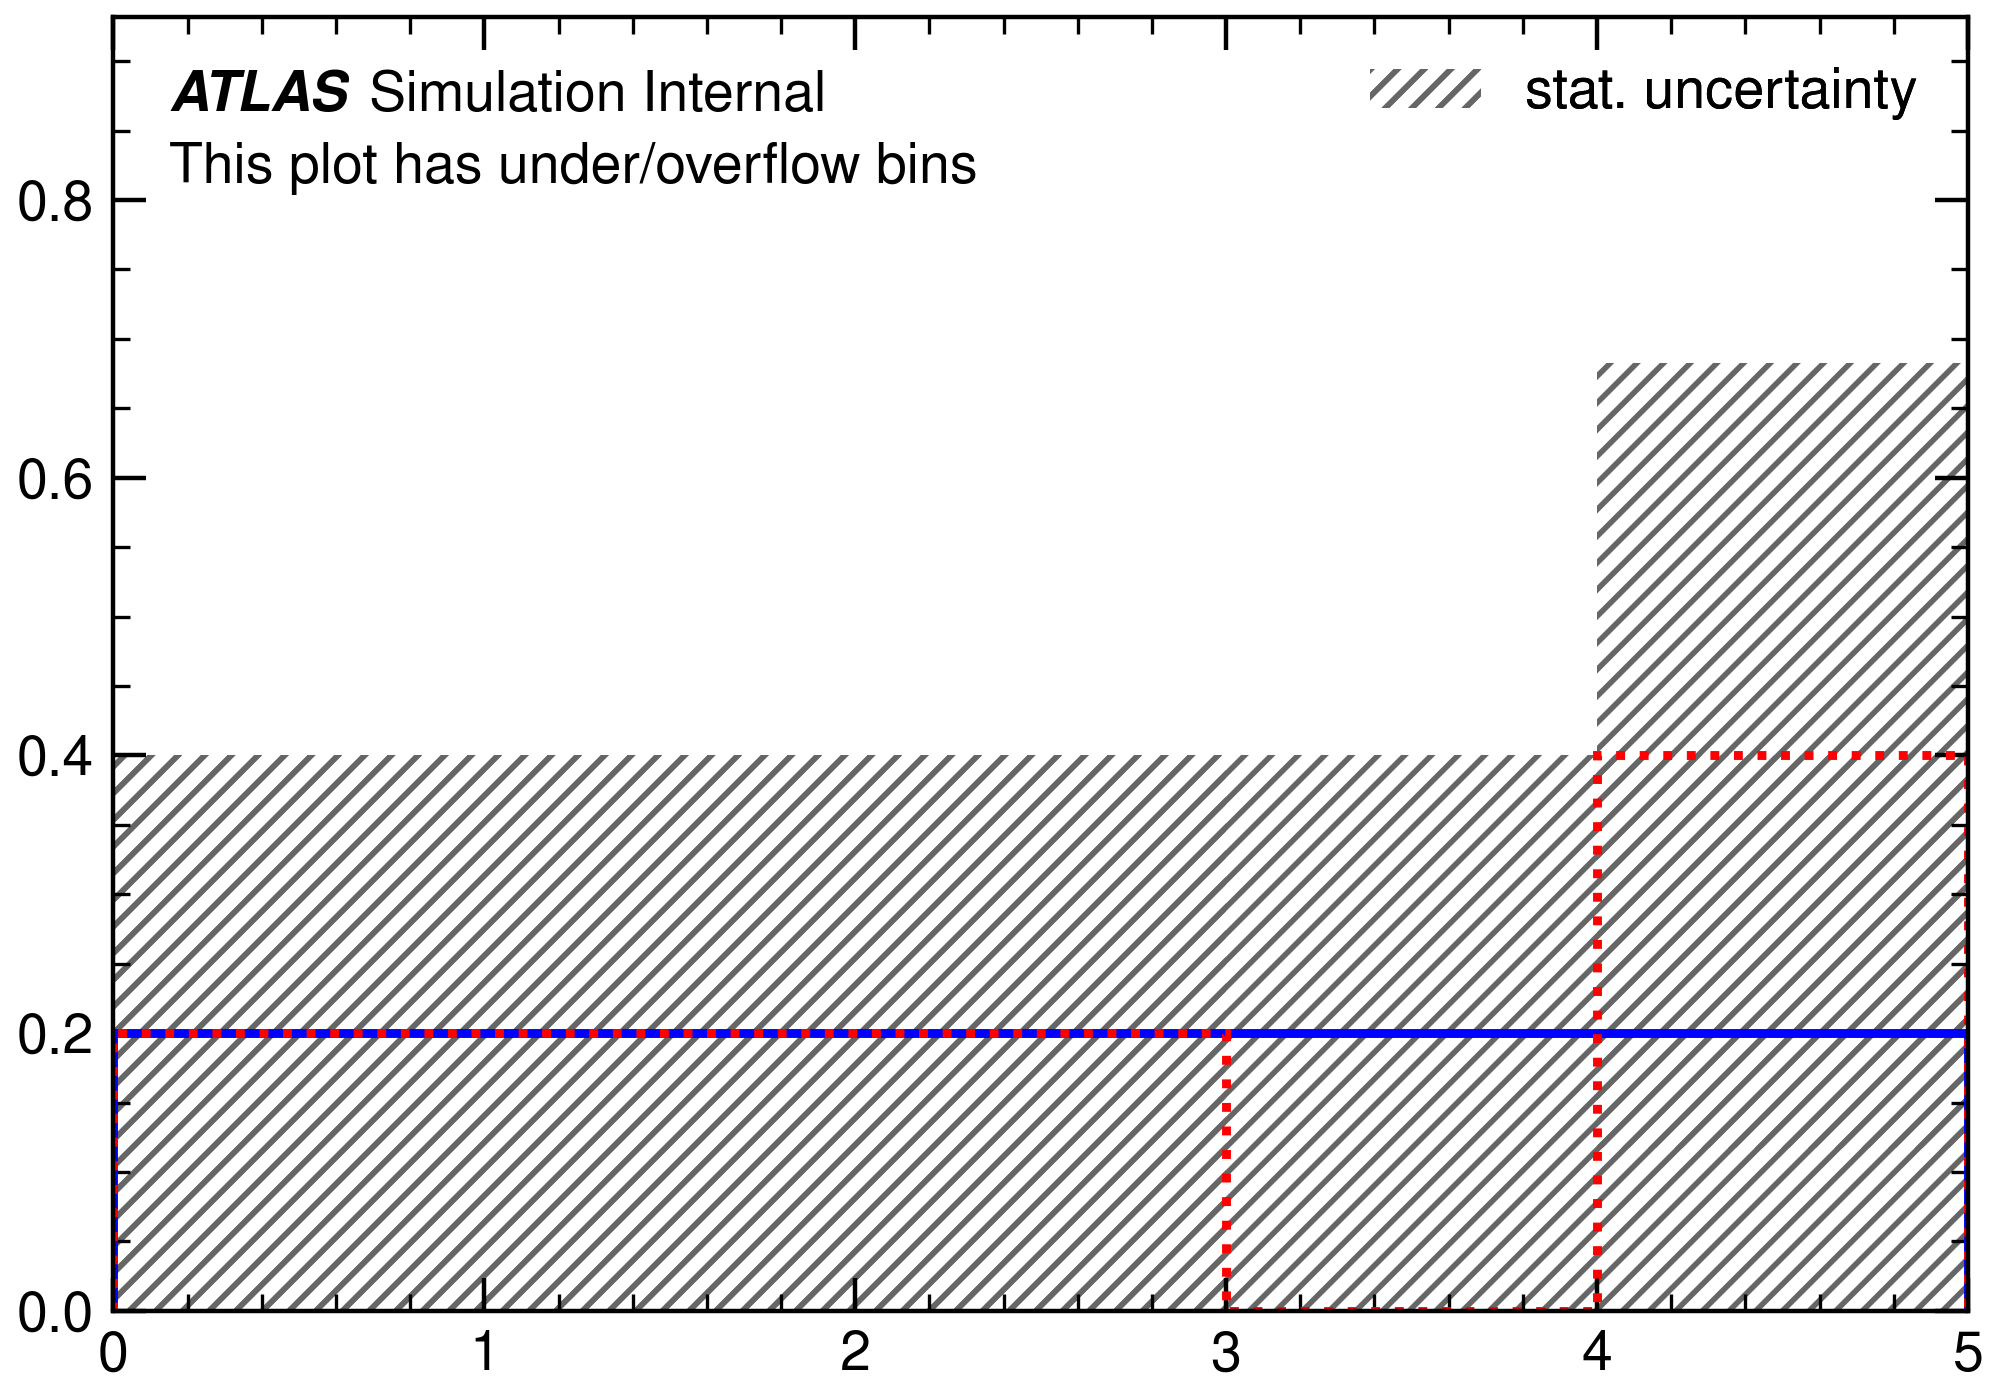 ATLAS Simulation Internal
stat. uncertainty
This plot has under/overflow bins
0.8
0.6
0.4
0.2
0.0
0 1 2 3 4 5